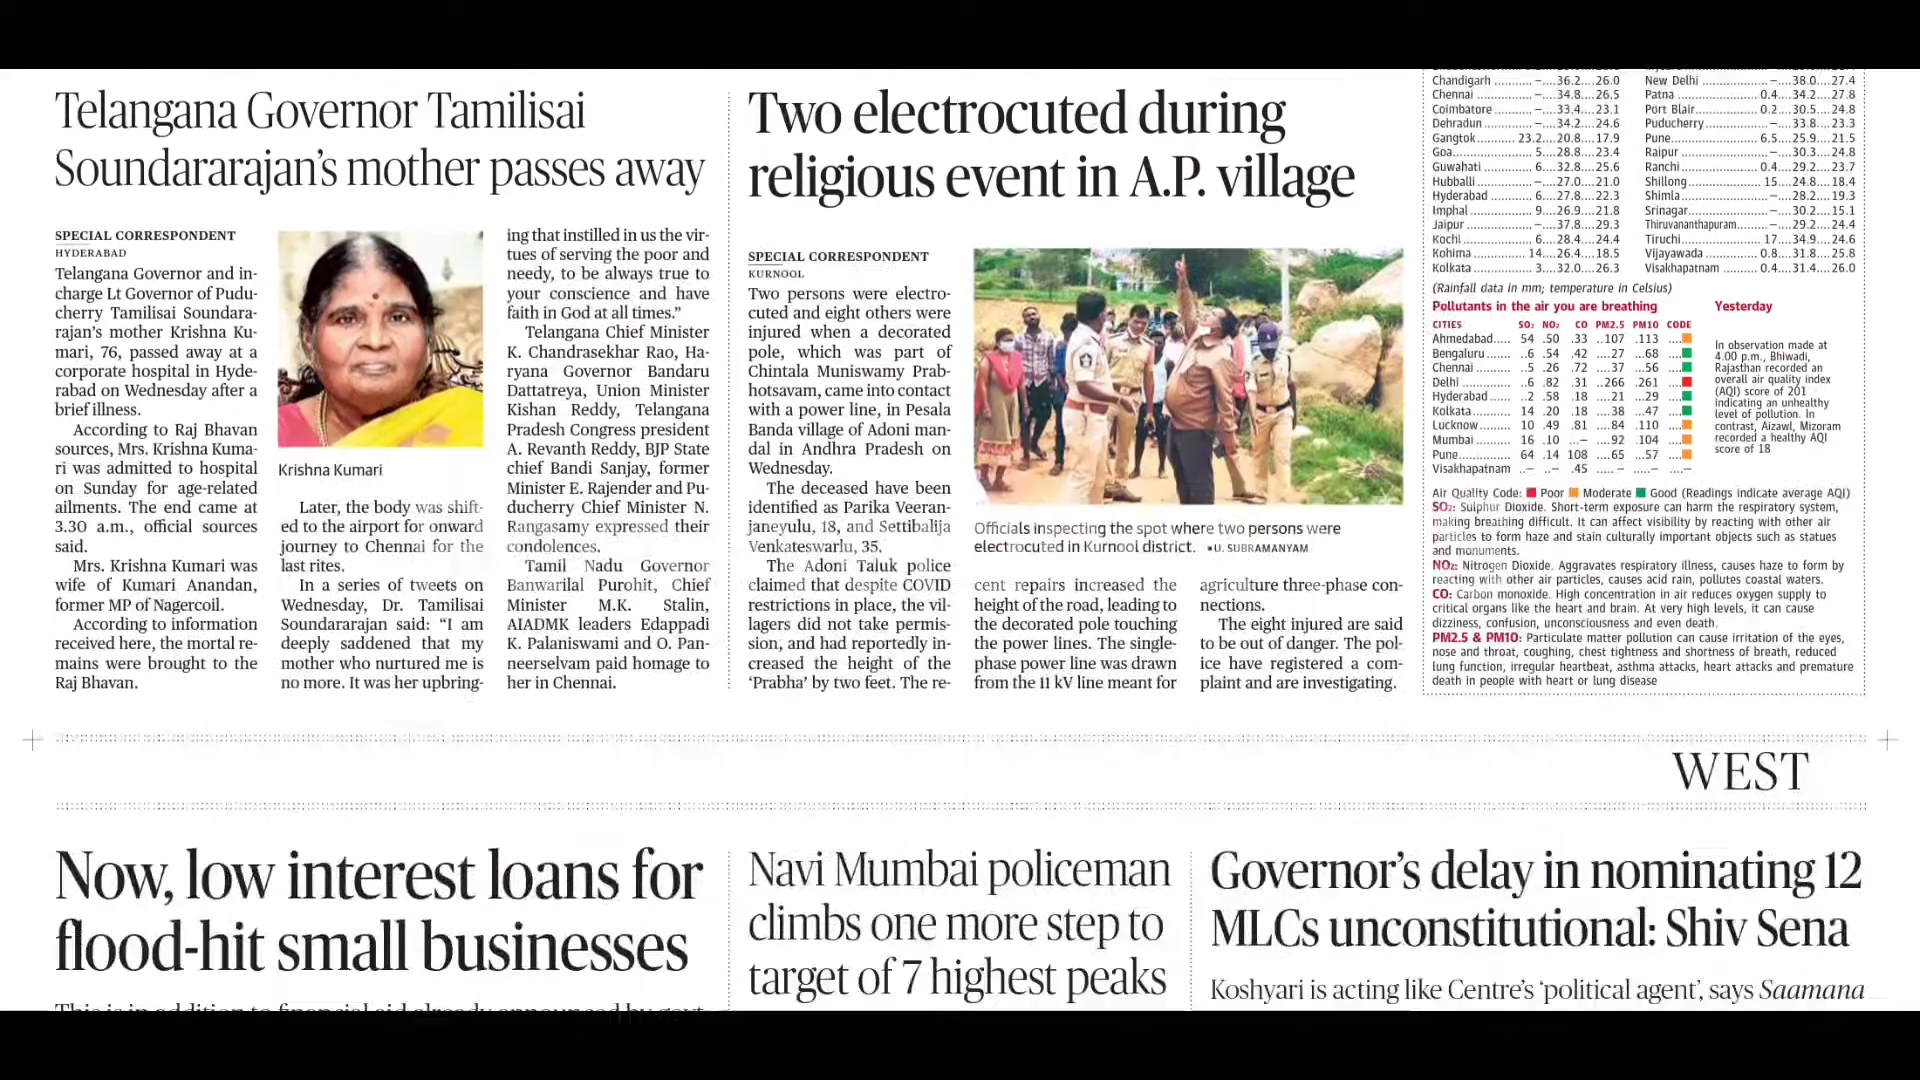 Telangana Governor Tamilisai
Soundararajan's mother passes away
SPECIAL CORRESPONDENT
HYDERABAD
Telangana Governor and in-
charge Lt Governor of Pudu-
cherry Tamilisai Soundara-
rajan's mother Krishna Ku-
mari, 76, passed away at a
corporate hospital in Hyde-
rabad on Wednesday after a
brief illness.
According to Raj Bhavan
sources, Mrs. Krishna Kuma-
ri was admitted to hospital
on Sunday for age-related
ailments. The end came at
3.30 a.m., official sources
said.
Mrs. Krishna Kumari was
wife of Kumari Anandan,
former MP of Nagercoil.
According to information
received here, the mortal re-
mains were brought to the
Raj Bhavan.
Krishna Kumari
Later, the body was shift-
ed to the airport for onward
journey to Chennai for the
last rites.
In a series of tweets on
Wednesday, Dr. Tamilisai
Soundararajan said: “I am
deeply saddened that my
mother who nurtured me is
no more. It was her upbring-
ing that instilled in us the vir-
tues of serving the poor and
needy, to be always true to
your conscience and have
faith in God at all times.”
Telangana Chief Minister
K. Chandrasekhar Rao, Ha-
ryana Governor Bandaru
Dattatreya, Union Minister
Kishan Reddy, Telangana
Pradesh Congress president
A. Revanth Reddy, BJP State
chief Bandi Sanjay, former
Minister E. Rajender and Pu-
ducherry Chief Minister N.
Rangasamy expressed their
condolences.
Tamil Nadu Governor
Banwarilal Purohit, Chief
Minister M.K. Stalin,
AIADMK leaders Edappadi
K. Palaniswami and O. Pan-
neerselvam paid homage to
her in Chennai.
Two electrocuted during
religious event in A.P. village
SPECIAL CORRESPONDENT
KURNOOL
Two persons were electro-
cuted and eight others were
injured when a decorated
pole, which was part of
Chintala Muniswamy Prab-
hotsavam, came into contact
with a power line, in Pesala
Banda village of Adoni man-
dal in Andhra Pradesh on
Wednesday.
The deceased have been
identified as Parika Veeran-
janeyulu, 18, and Settibalija
Venkateswarlu, 35.
The Adoni Taluk police
claimed that despite COVID
restrictions in place, the vil-
lagers did not take permis-
sion, and had reportedly in-
creased the height of the
‘Prabha’ by two feet. The re-
Officials inspecting the spot where two persons were
electrocuted in Kurnool district. ▪U. SUBRAMANYAM
cent repairs increased the
height of the road, leading to
the decorated pole touching
the power lines. The single-
phase power line was drawn
from the 11 kV line meant for
agriculture three-phase con-
nections.
The eight injured are said
to be out of danger. The pol-
ice have registered a com-
plaint and are investigating.
Chandigarh ..........–....36.2....26.0
Chennai ................–....34.8....26.5
Coimbatore ..........–....33.4....23.1
Dehradun .............–....34.2....24.6
Gangtok ...........23.2....20.8....17.9
Goa........................5....28.8....23.4
Guwahati ..............6....32.8....25.6
Hubballi ................–....27.0....21.0
Hyderabad ............6....27.8....22.3
Imphal ..................9....26.9....21.8
Jaipur ...................–....37.8....29.3
Kochi .....................6....28.4....24.4
Kohima ................14....26.4....18.5
Kolkata .................3....32.0....26.3
New Delhi ..................–....38.0....27.4
Patna ......................0.4....34.2....27.8
Port Blair.................0.2....30.5....24.8
Puducherry................–....33.8....23.3
Pune........................6.5....25.9....21.5
Raipur .......................–....30.3....24.8
Ranchi ....................0.4....29.2....23.7
Shillong....................15....24.8....18.4
Shimla.......................–....28.2....19.3
Srinagar.....................–....30.2....15.1
Thiruvananthapuram........–....29.2....24.4
Tiruchi.....................17....34.9....24.6
Vijayawada .............0.8....31.8....25.8
Visakhapatnam ........0.4....31.4....26.0
(Rainfall data in mm; temperature in Celsius)
Pollutants in the air you are breathing Yesterday
CITIES SO₂ NO₂ CO PM2.5 PM10 CODE
Ahmedabad..... 54 .50 .33 ..107 .113 ....
Bengaluru ....... ..6 .54 .42 ....27 ...68 ....
Chennai .......... ..5 .26 .72 ....37 ...56 ....
Delhi .............. ..6 .82 .31 ..266 .261 ....
Hyderabad ...... ..2 .58 .18 ....21 ...29 ....
Kolkata........... 14 .20 .18 ....38 ...47 ....
Lucknow.......... 10 .49 .81 ....84 .110 ....
Mumbai .......... 16 .10 ...– ....92 .104 ....
Pune............... 64 .14 108 ....65 ...57 ....
Visakhapatnam ..– ..– .45 .....– .....– ....–
In observation made at
4.00 p.m., Bhiwadi,
Rajasthan recorded an
overall air quality index
(AQI) score of 201
indicating an unhealthy
level of pollution. In
contrast, Aizawl, Mizoram
recorded a healthy AQI
score of 18
Air Quality Code: Poor Moderate Good (Readings indicate average AQI)
SO₂: Sulphur Dioxide. Short-term exposure can harm the respiratory system,
making breathing difficult. It can affect visibility by reacting with other air
particles to form haze and stain culturally important objects such as statues
and monuments.
NO₂: Nitrogen Dioxide. Aggravates respiratory illness, causes haze to form by
reacting with other air particles, causes acid rain, pollutes coastal waters.
CO: Carbon monoxide. High concentration in air reduces oxygen supply to
critical organs like the heart and brain. At very high levels, it can cause
dizziness, confusion, unconsciousness and even death.
PM2.5 & PM10: Particulate matter pollution can cause irritation of the eyes,
nose and throat, coughing, chest tightness and shortness of breath, reduced
lung function, irregular heartbeat, asthma attacks, heart attacks and premature
death in people with heart or lung disease
WEST
Now, low interest loans for
flood-hit small businesses
This is in addition to financial aid already announced by govt.
Navi Mumbai policeman
climbs one more step to
target of 7 highest peaks
Governor's delay in nominating 12
MLCs unconstitutional: Shiv Sena
Koshyari is acting like Centre's ‘political agent’, says Saamana